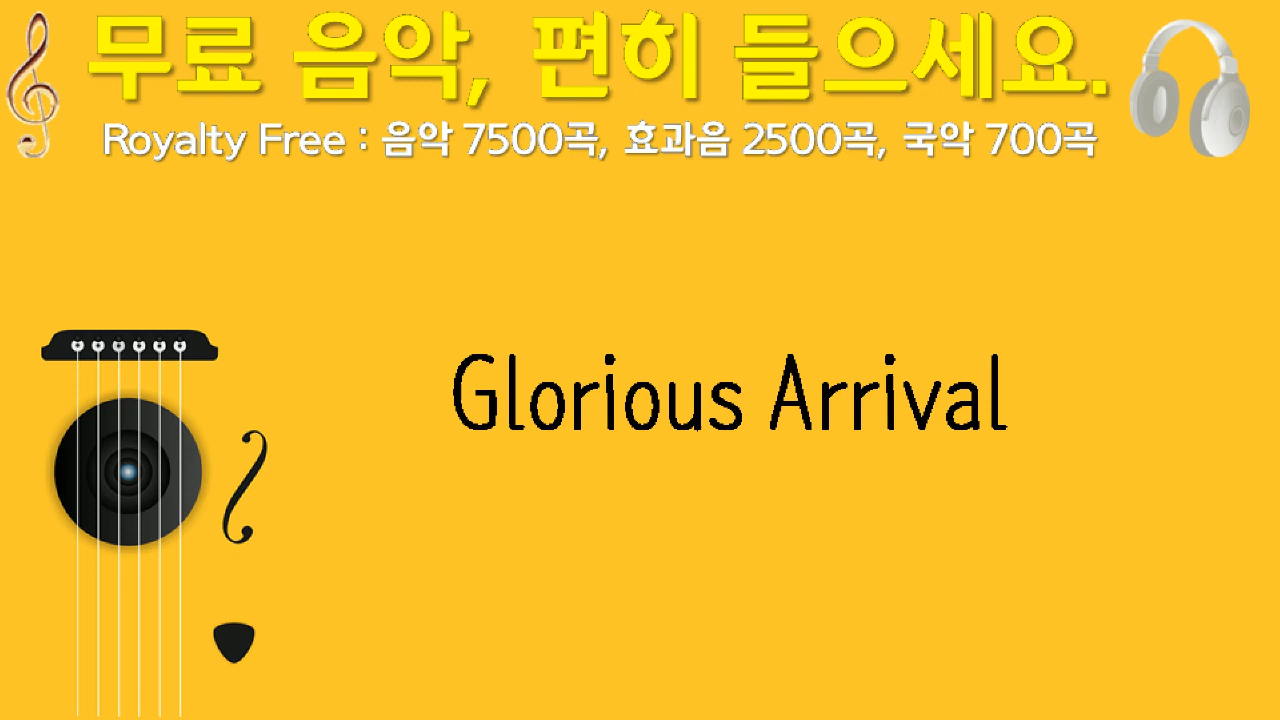 무료 음악, 편히 들으세요.
Royalty Free : 음악 7500곡, 효과음 2500곡, 국악 700곡
Glorious Arrival